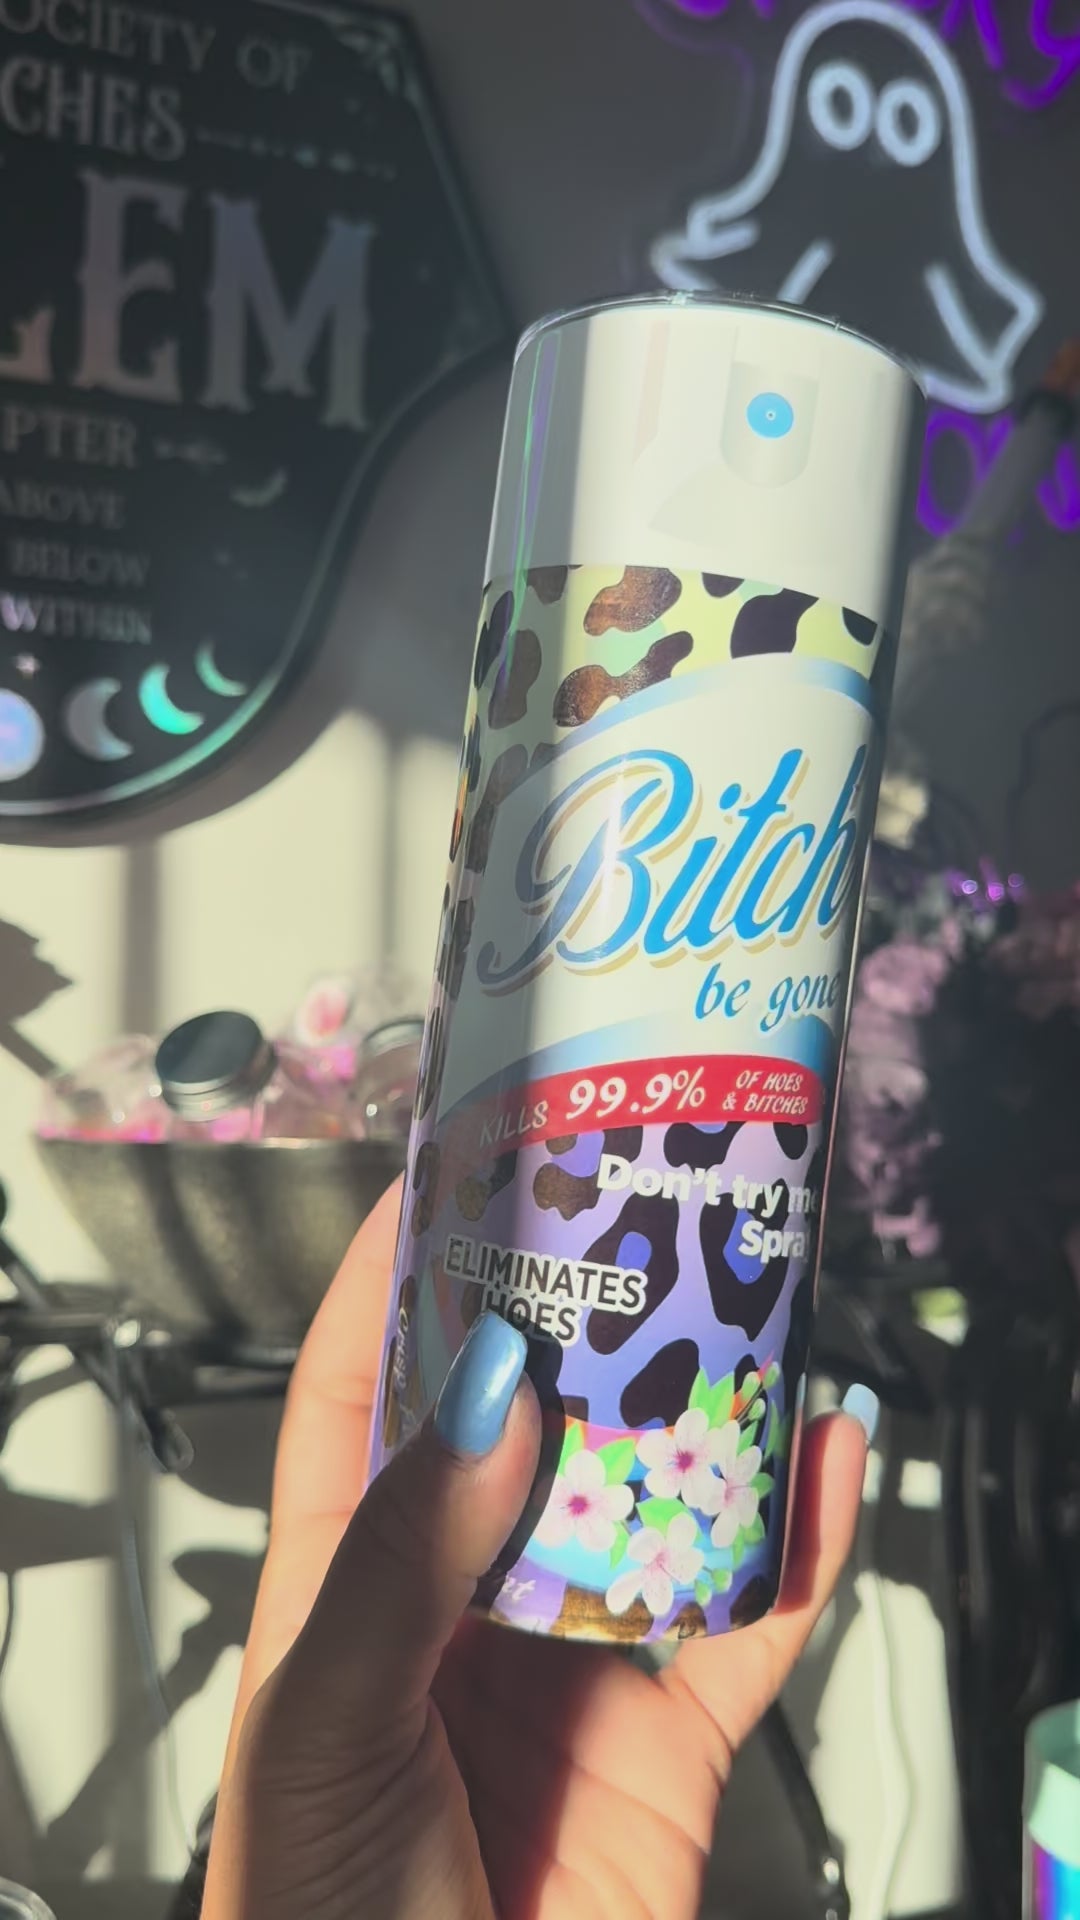 OCIETY OF
CHES
EM
PTER
ABOVE
BELOW
WITHIN
Bitch
be gone
KILLS 99.9% OF HOES
& BITCHES
Don't try me
Spra
ELIMINATES
HOES